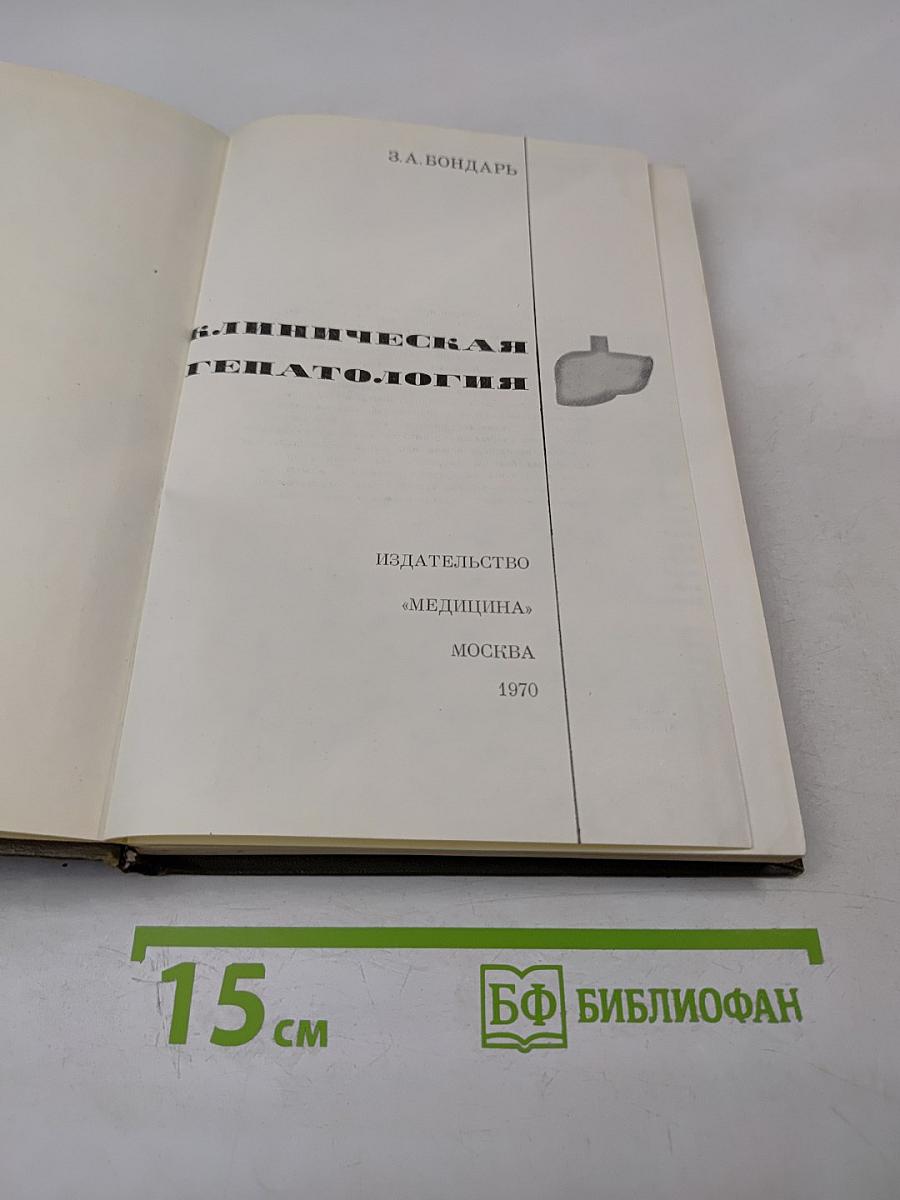 З. А. БОНДАРЬ
КЛИНИЧЕСКАЯ
ГЕПАТОЛОГИЯ
ИЗДАТЕЛЬСТВО
«МЕДИЦИНА»
МОСКВА
1970
15 см
БФ БИБЛИОФАН